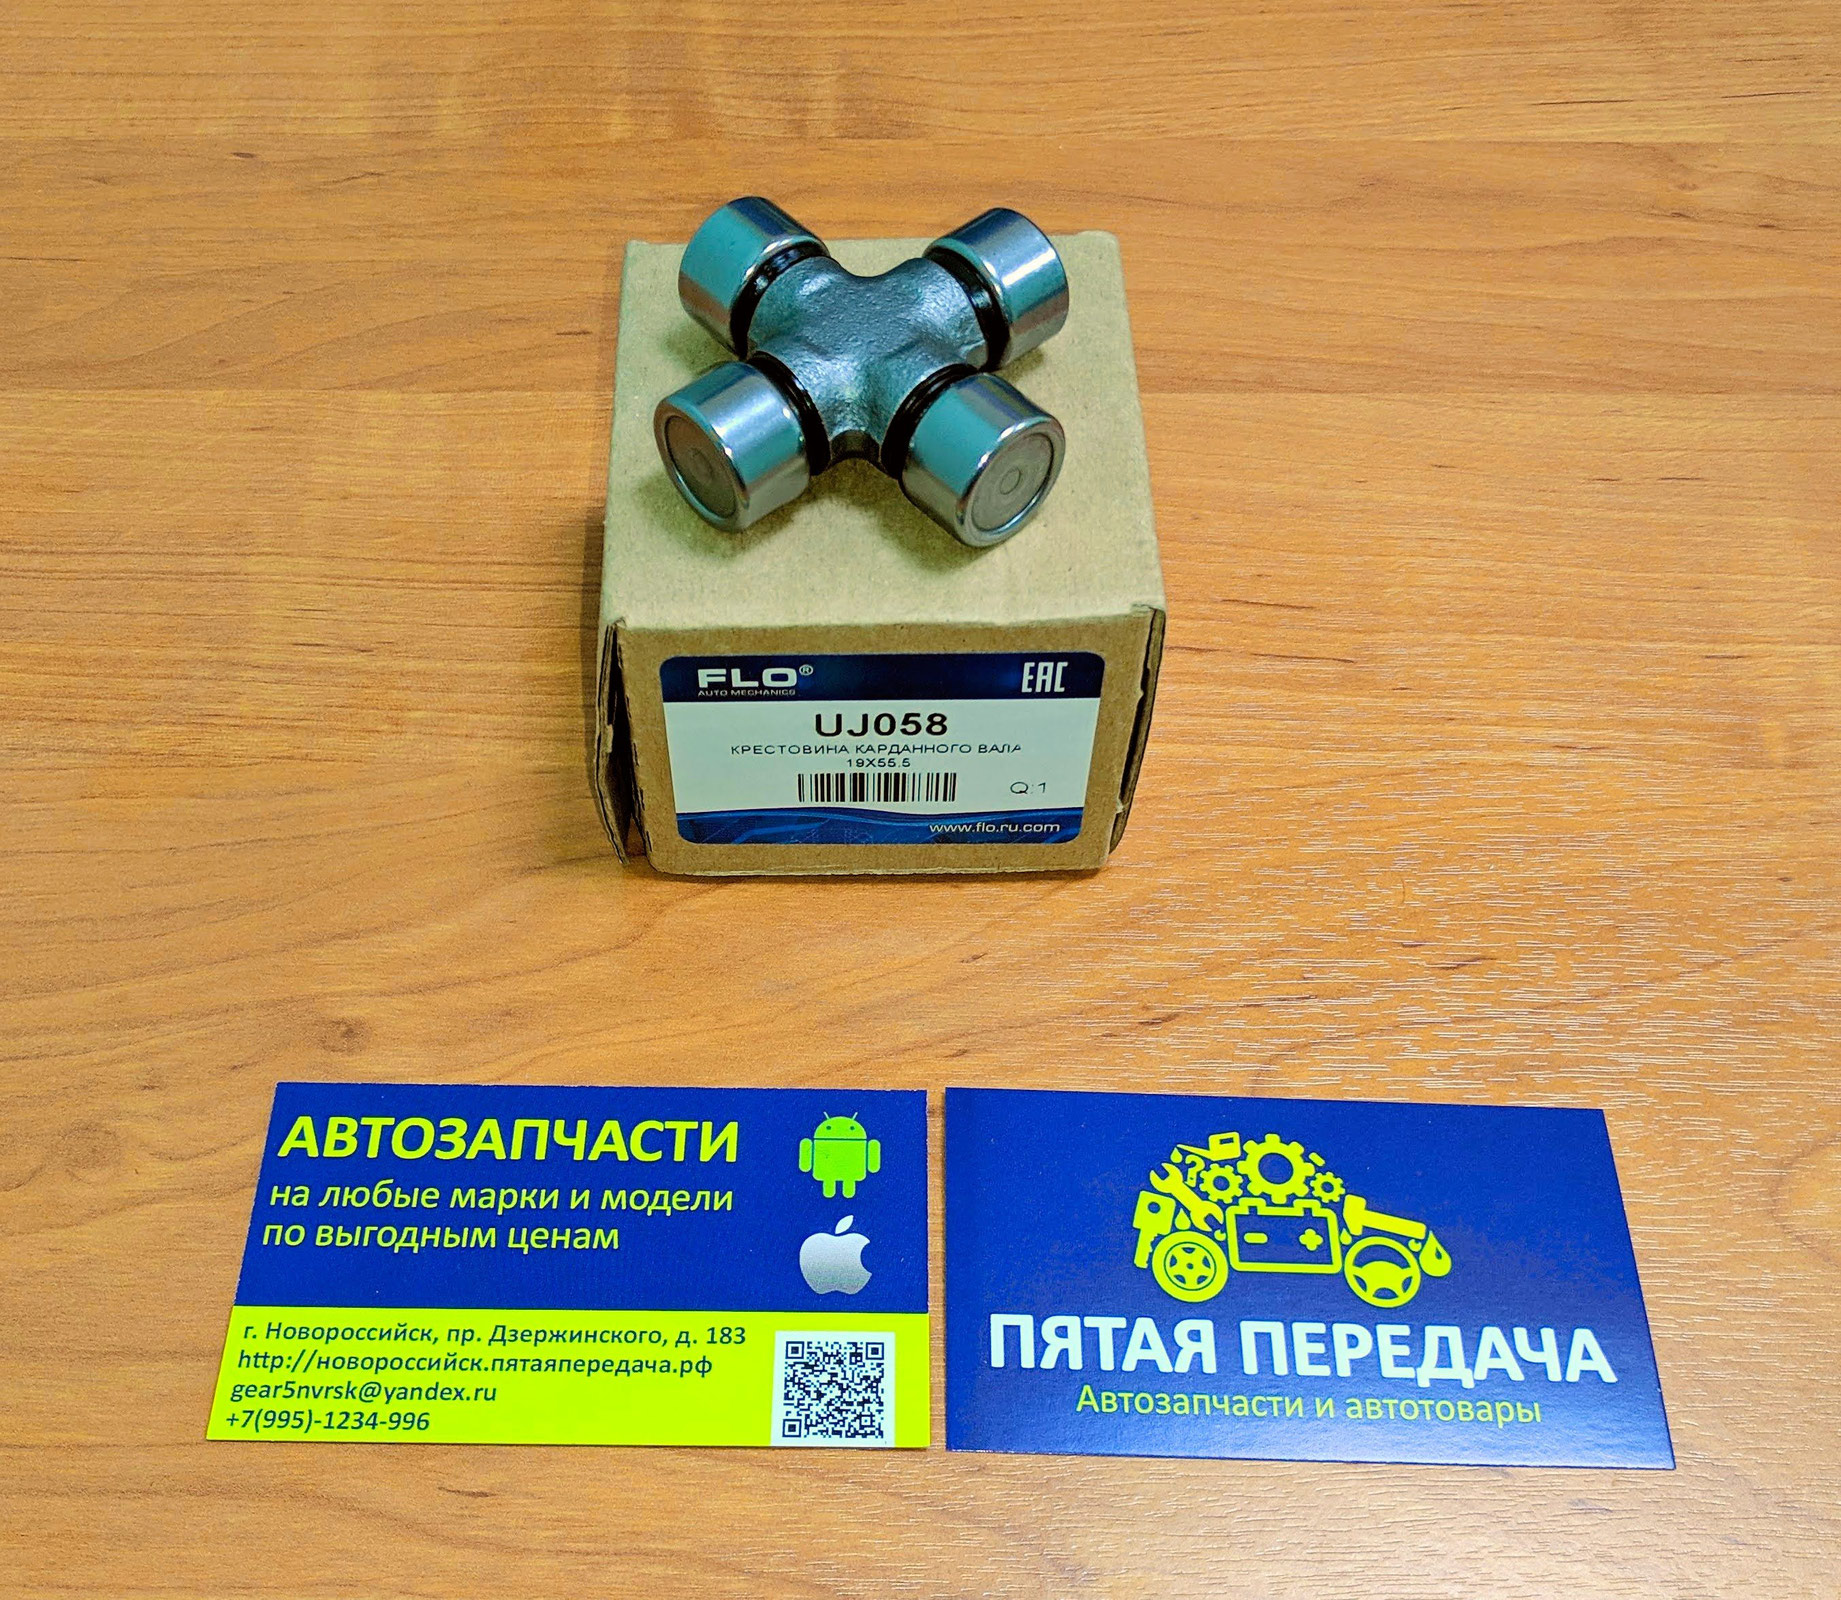 FLO®
AUTO MECHANICS
EAC
UJ058
КРЕСТОВИНА КАРДАННОГО ВАЛА
19X55.5
Q:1
www.flo.ru.com
АВТОЗАПЧАСТИ
на любые марки и модели
по выгодным ценам
г. Новороссийск, пр. Дзержинского, д. 183
http://новороссийск.пятаяпередача.рф
gear5nvrsk@yandex.ru
+7(995)-1234-996
ПЯТАЯ ПЕРЕДАЧА
Автозапчасти и автотовары